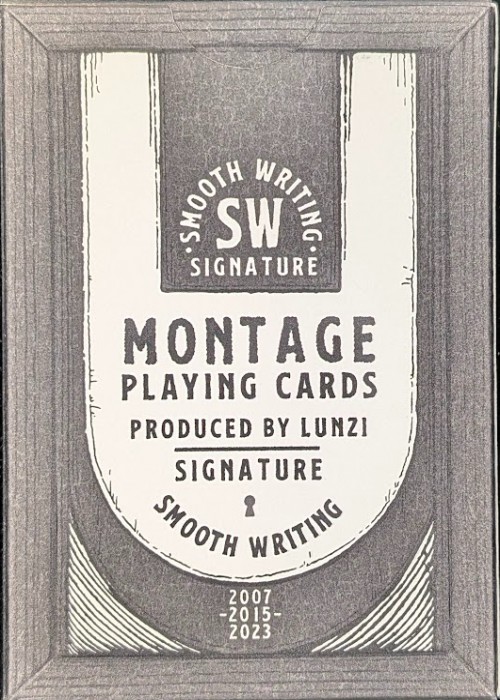 ·SMOOTH WRITING·
SW
SIGNATURE
MONTAGE
PLAYING CARDS
PRODUCED BY LUNZI
SIGNATURE
SMOOTH WRITING
2007
-2015-
2023